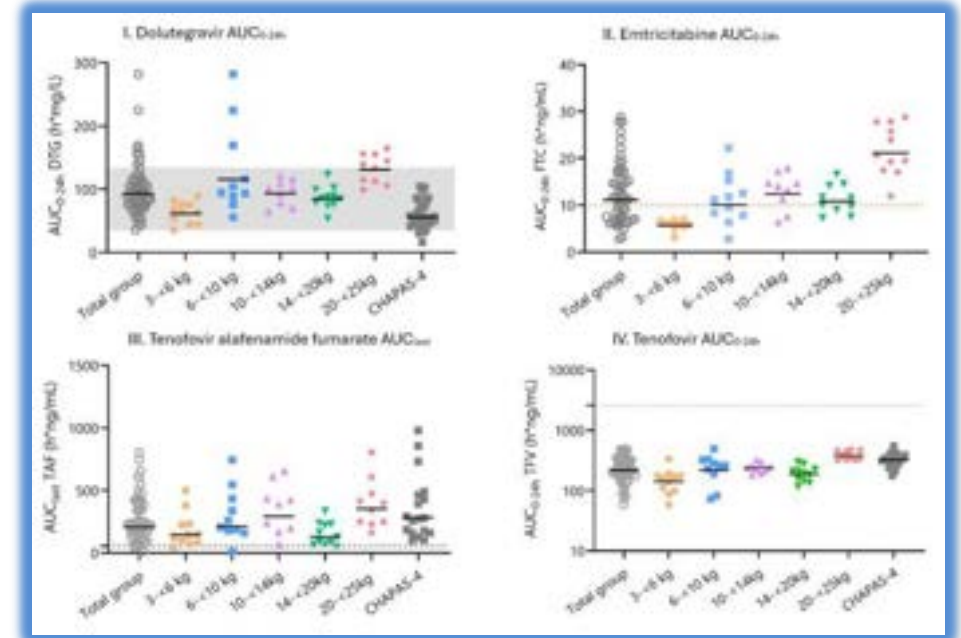 I. Dolutegravir AUC₀₋₂₄ₕ
AUC₀₋₂₄ₕ DTG (h*mg/L)
300
200
100
0
Total group
3-<6 kg
6-<10 kg
10-<14kg
14-<20kg
20-<25kg
CHAPAS-4
II. Emtricitabine AUC₀₋₂₄ₕ
AUC₀₋₂₄ₕ FTC (h*ng/mL)
40
30
20
10
0
Total group
3-<6 kg
6-<10 kg
10-<14kg
14-<20kg
20-<25kg
III. Tenofovir alafenamide fumarate AUC
AUC TAF (h*ng/mL)
1500
1000
500
0
Total group
3-<6 kg
6-<10 kg
10-<14kg
14-<20kg
20-<25kg
CHAPAS-4
IV. Tenofovir AUC₀₋₂₄ₕ
AUC₀₋₂₄ₕ TFV (h*ng/mL)
10000
1000
100
10
Total group
3-<6 kg
6-<10 kg
10-<14kg
14-<20kg
20-<25kg
CHAPAS-4